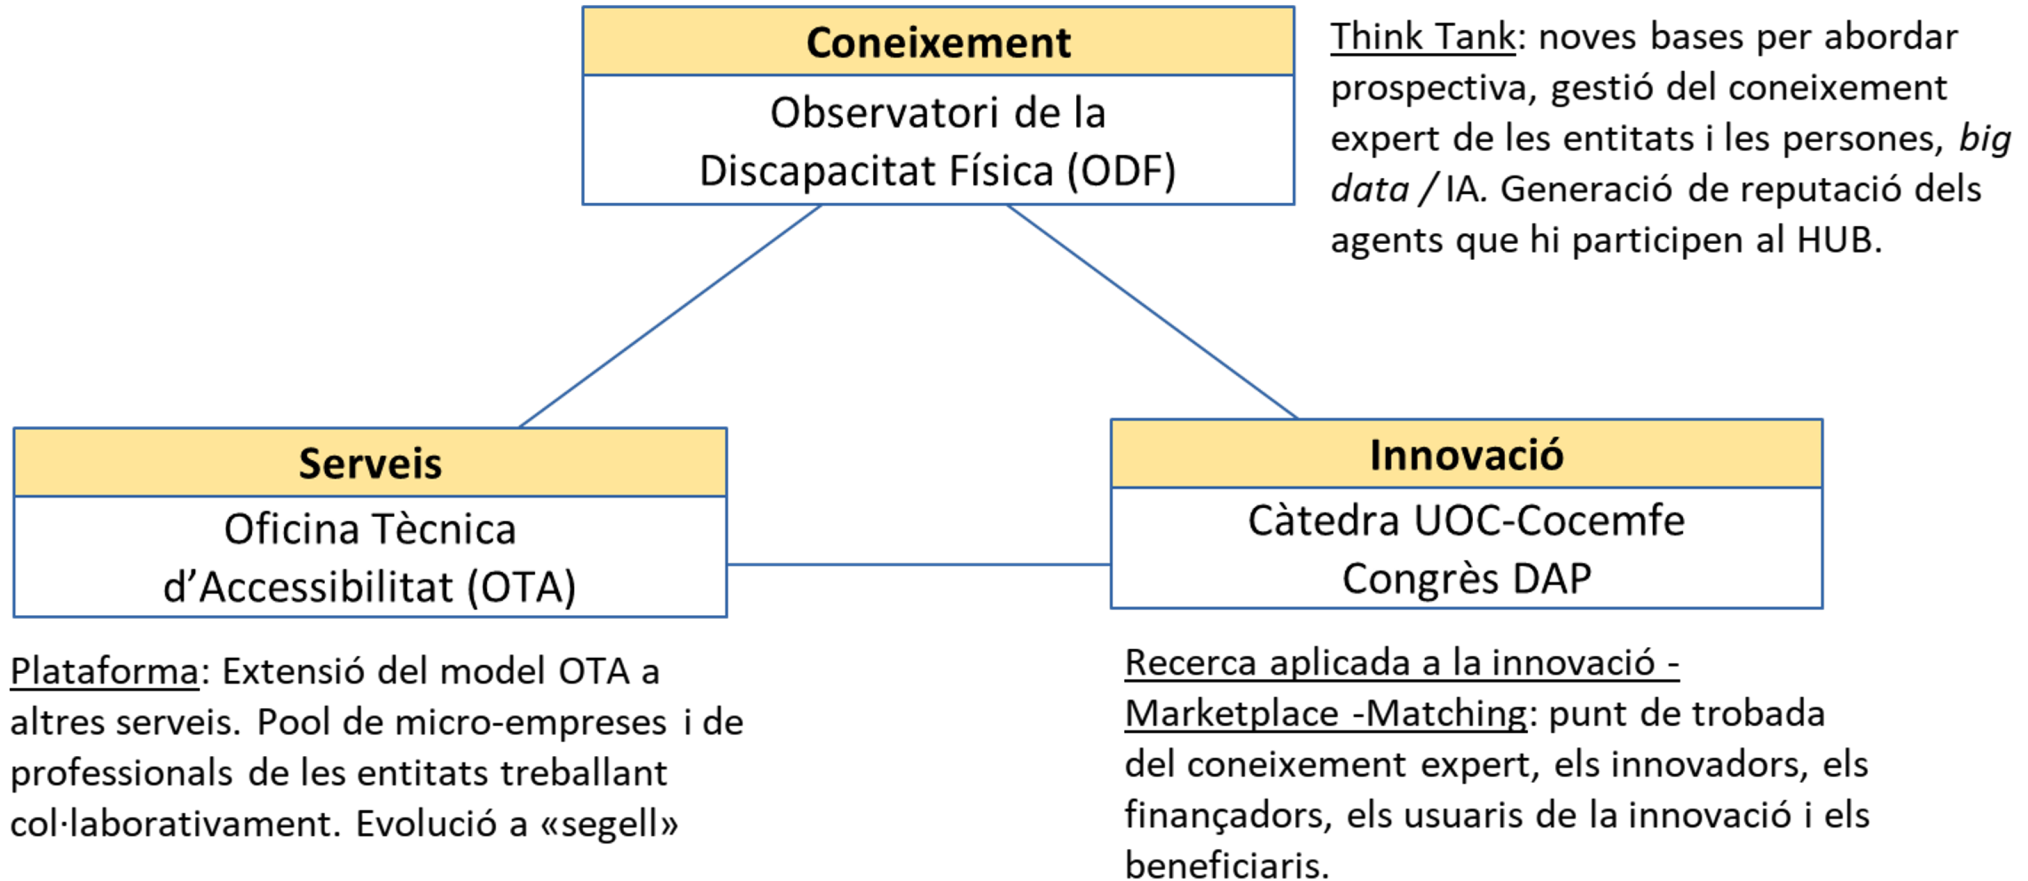 Coneixement
Observatori de la
Discapacitat Física (ODF)
Think Tank: noves bases per abordar
prospectiva, gestió del coneixement
expert de les entitats i les persones, big
data / IA. Generació de reputació dels
agents que hi participen al HUB.
Serveis
Oficina Tècnica
d’Accessibilitat (OTA)
Plataforma: Extensió del model OTA a
altres serveis. Pool de micro-empreses i de
professionals de les entitats treballant
col·laborativament. Evolució a «segell»
Innovació
Càtedra UOC-Cocemfe
Congrès DAP
Recerca aplicada a la innovació -
Marketplace -Matching: punt de trobada
del coneixement expert, els innovadors, els
finançadors, els usuaris de la innovació i els
beneficiaris.